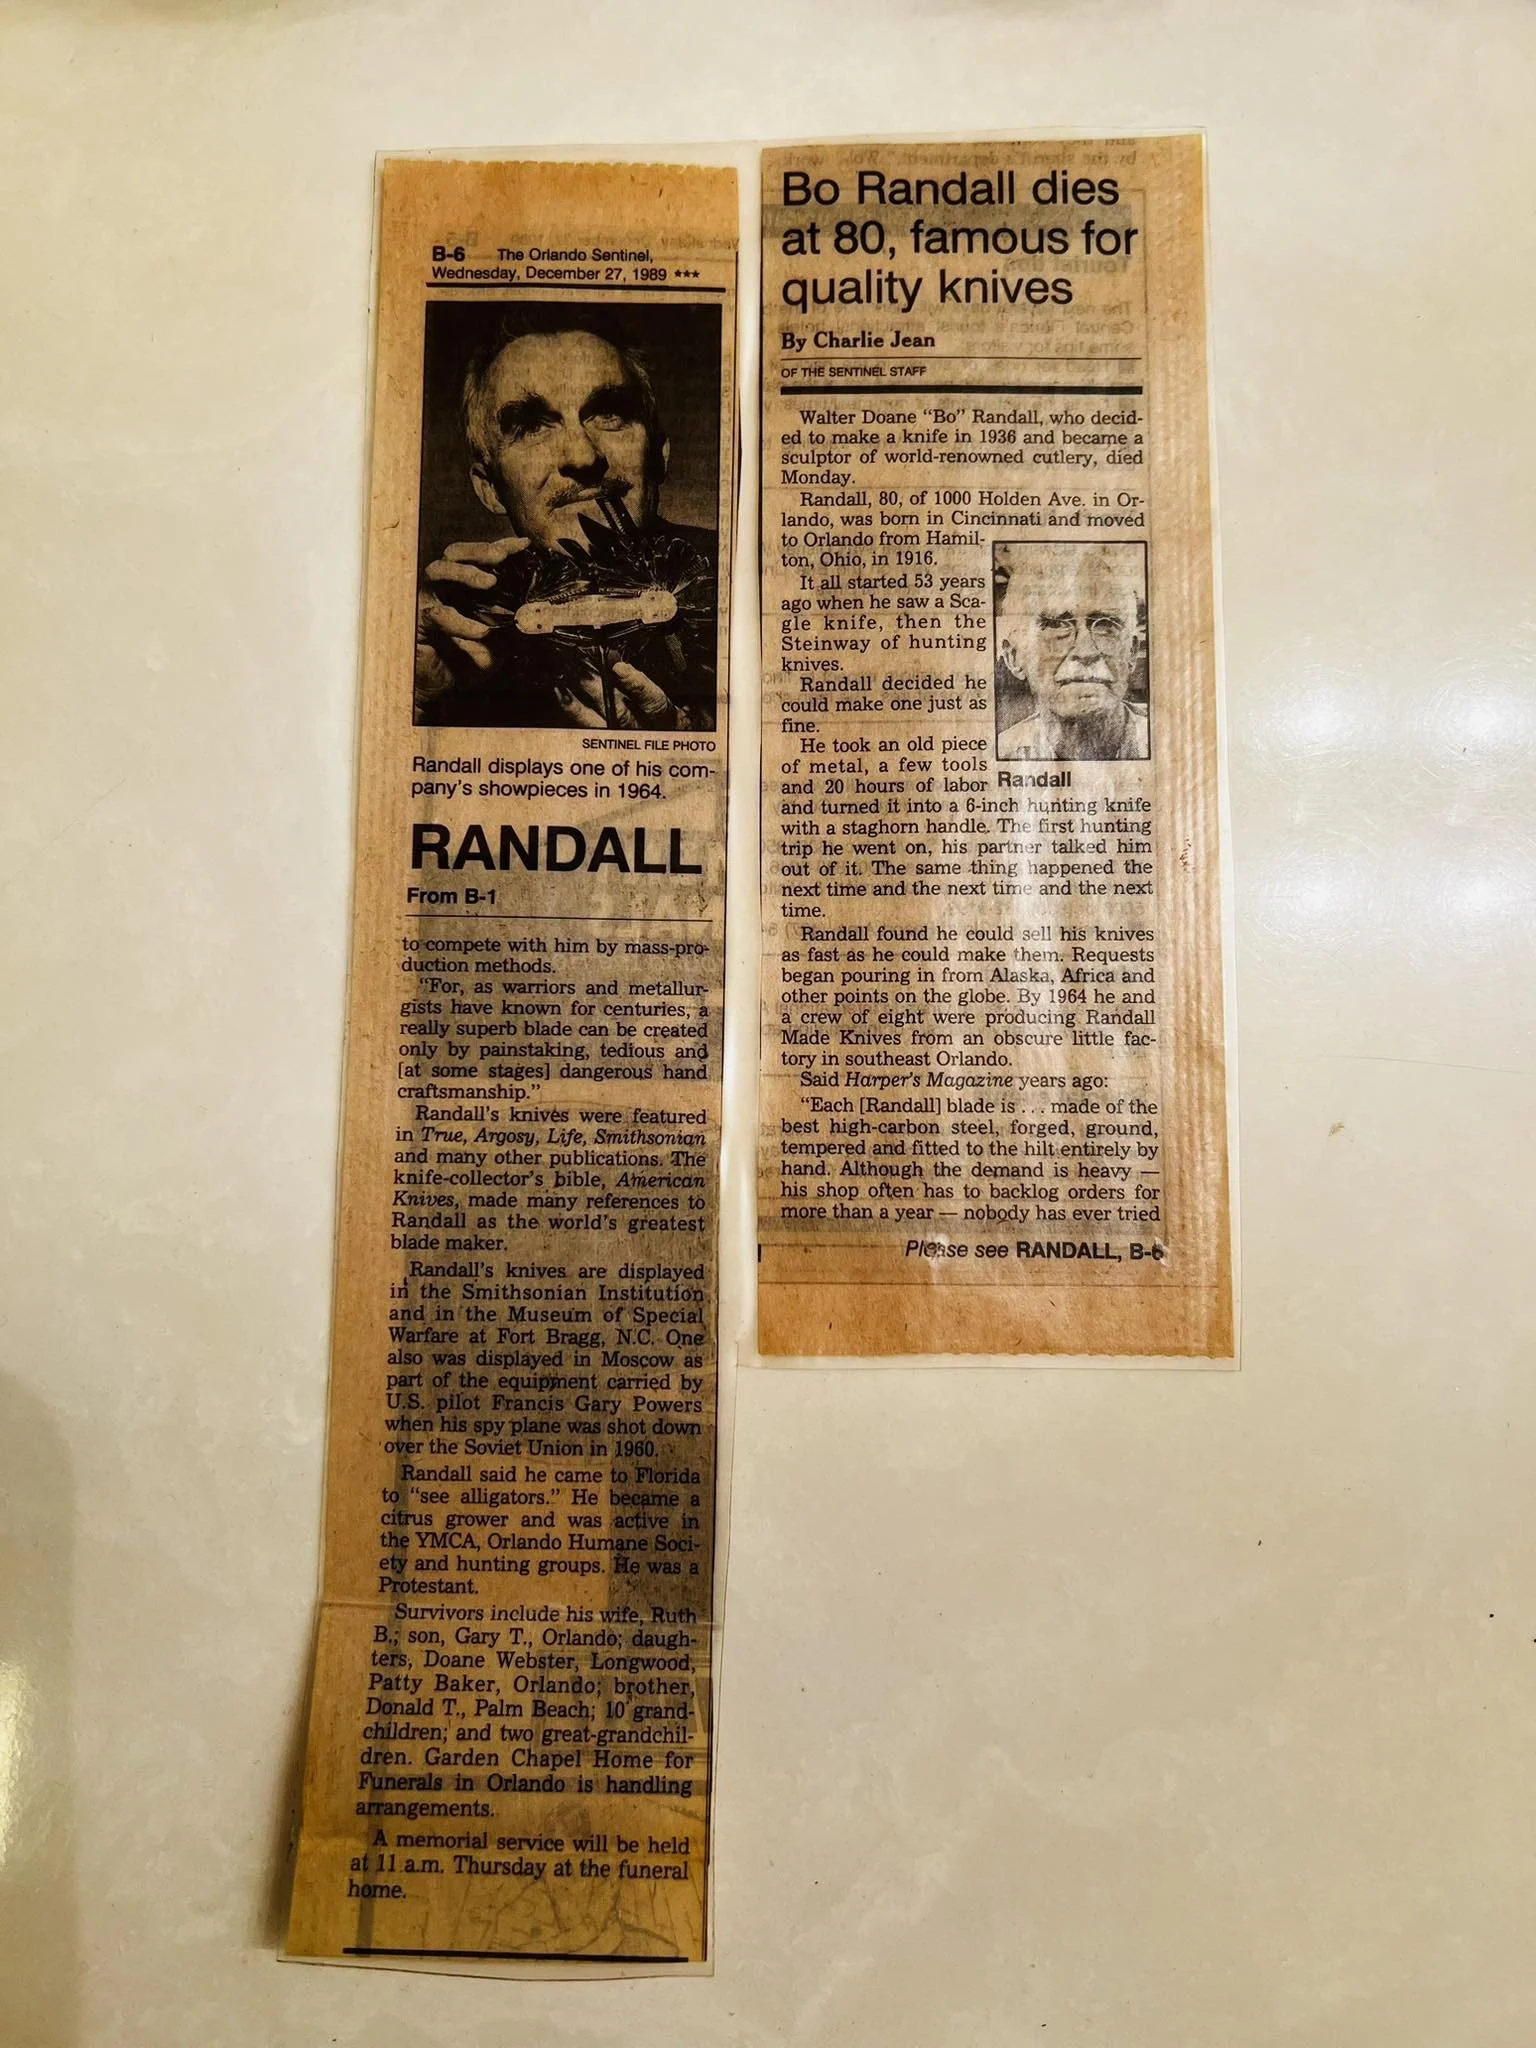 Bo Randall dies
at 80, famous for
quality knives
By Charlie Jean
OF THE SENTINEL STAFF
Walter Doane “Bo” Randall, who decid-
ed to make a knife in 1936 and became a
sculptor of world-renowned cutlery, died
Monday.
Randall, 80, of 1000 Holden Ave. in Or-
lando, was born in Cincinnati and moved
to Orlando from Hamil-
ton, Ohio, in 1916.
It all started 53 years
ago when he saw a Sca-
gle knife, then the
Steinway of hunting
knives.
Randall decided he
could make one just as
fine.
He took an old piece
of metal, a few tools
and 20 hours of labor
Randall
and turned it into a 6-inch hunting knife
with a staghorn handle. The first hunting
trip he went on, his partner talked him
out of it. The same thing happened the
next time and the next time and the next
time.
Randall found he could sell his knives
as fast as he could make them. Requests
began pouring in from Alaska, Africa and
other points on the globe. By 1964 he and
a crew of eight were producing Randall
Made Knives from an obscure little fac-
tory in southeast Orlando.
Said Harper's Magazine years ago:
“Each [Randall] blade is . . . made of the
best high-carbon steel, forged, ground,
tempered and fitted to the hilt entirely by
hand. Although the demand is heavy —
his shop often has to backlog orders for
more than a year — nobody has ever tried
Please see RANDALL, B-6
B-6 The Orlando Sentinel,
Wednesday, December 27, 1989 ★★★
SENTINEL FILE PHOTO
Randall displays one of his com-
pany's showpieces in 1964.
RANDALL
From B-1
to compete with him by mass-pro-
duction methods.
“For, as warriors and metallur-
gists have known for centuries, a
really superb blade can be created
only by painstaking, tedious and
[at some stages] dangerous hand
craftsmanship.”
Randall's knives were featured
in True, Argosy, Life, Smithsonian
and many other publications. The
knife-collector's bible, American
Knives, made many references to
Randall as the world's greatest
blade maker.
Randall's knives are displayed
in the Smithsonian Institution
and in the Museum of Special
Warfare at Fort Bragg, N.C. One
also was displayed in Moscow as
part of the equipment carried by
U.S. pilot Francis Gary Powers
when his spy plane was shot down
over the Soviet Union in 1960.
Randall said he came to Florida
to “see alligators.” He became a
citrus grower and was active in
the YMCA, Orlando Humane Soci-
ety and hunting groups. He was a
Protestant.
Survivors include his wife, Ruth
B.; son, Gary T., Orlando; daugh-
ters, Doane Webster, Longwood,
Patty Baker, Orlando; brother,
Donald T., Palm Beach; 10 grand-
children; and two great-grandchil-
dren. Garden Chapel Home for
Funerals in Orlando is handling
arrangements.
A memorial service will be held
at 11 a.m. Thursday at the funeral
home.